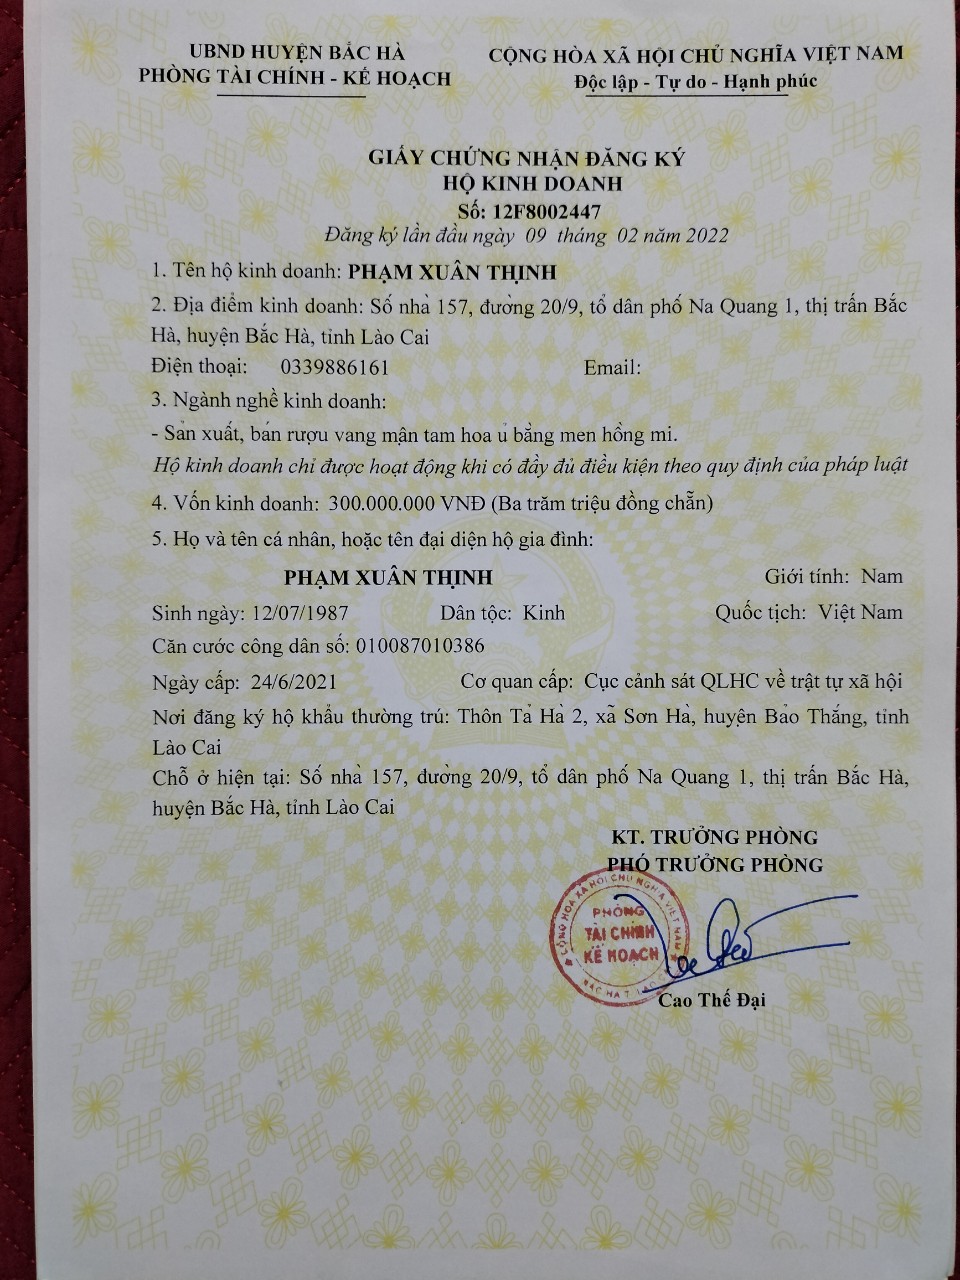 UBND HUYỆN BẮC HÀ
PHÒNG TÀI CHÍNH - KẾ HOẠCH
CỘNG HÒA XÃ HỘI CHỦ NGHĨA VIỆT NAM
Độc lập - Tự do - Hạnh phúc
GIẤY CHỨNG NHẬN ĐĂNG KÝ
HỘ KINH DOANH
Số: 12F8002447
Đăng ký lần đầu ngày 09 tháng 02 năm 2022
1. Tên hộ kinh doanh: PHẠM XUÂN THỊNH
2. Địa điểm kinh doanh: Số nhà 157, đường 20/9, tổ dân phố Na Quang 1, thị trấn Bắc
Hà, huyện Bắc Hà, tỉnh Lào Cai
Điện thoại: 0339886161 Email:
3. Ngành nghề kinh doanh:
- Sản xuất, bán rượu vang mận tam hoa ủ bằng men hồng mi.
Hộ kinh doanh chỉ được hoạt động khi có đầy đủ điều kiện theo quy định của pháp luật
4. Vốn kinh doanh: 300.000.000 VNĐ (Ba trăm triệu đồng chẵn)
5. Họ và tên cá nhân, hoặc tên đại diện hộ gia đình:
PHẠM XUÂN THỊNH Giới tính: Nam
Sinh ngày: 12/07/1987 Dân tộc: Kinh Quốc tịch: Việt Nam
Căn cước công dân số: 010087010386
Ngày cấp: 24/6/2021 Cơ quan cấp: Cục cảnh sát QLHC về trật tự xã hội
Nơi đăng ký hộ khẩu thường trú: Thôn Tả Hà 2, xã Sơn Hà, huyện Bảo Thắng, tỉnh
Lào Cai
Chỗ ở hiện tại: Số nhà 157, đường 20/9, tổ dân phố Na Quang 1, thị trấn Bắc Hà,
huyện Bắc Hà, tỉnh Lào Cai
KT. TRƯỞNG PHÒNG
PHÓ TRƯỞNG PHÒNG
CỘNG HÒA XÃ HỘI CHỦ NGHĨA VIỆT NAM
PHÒNG
TÀI CHÍNH
KẾ HOẠCH
Cao Thế Đại